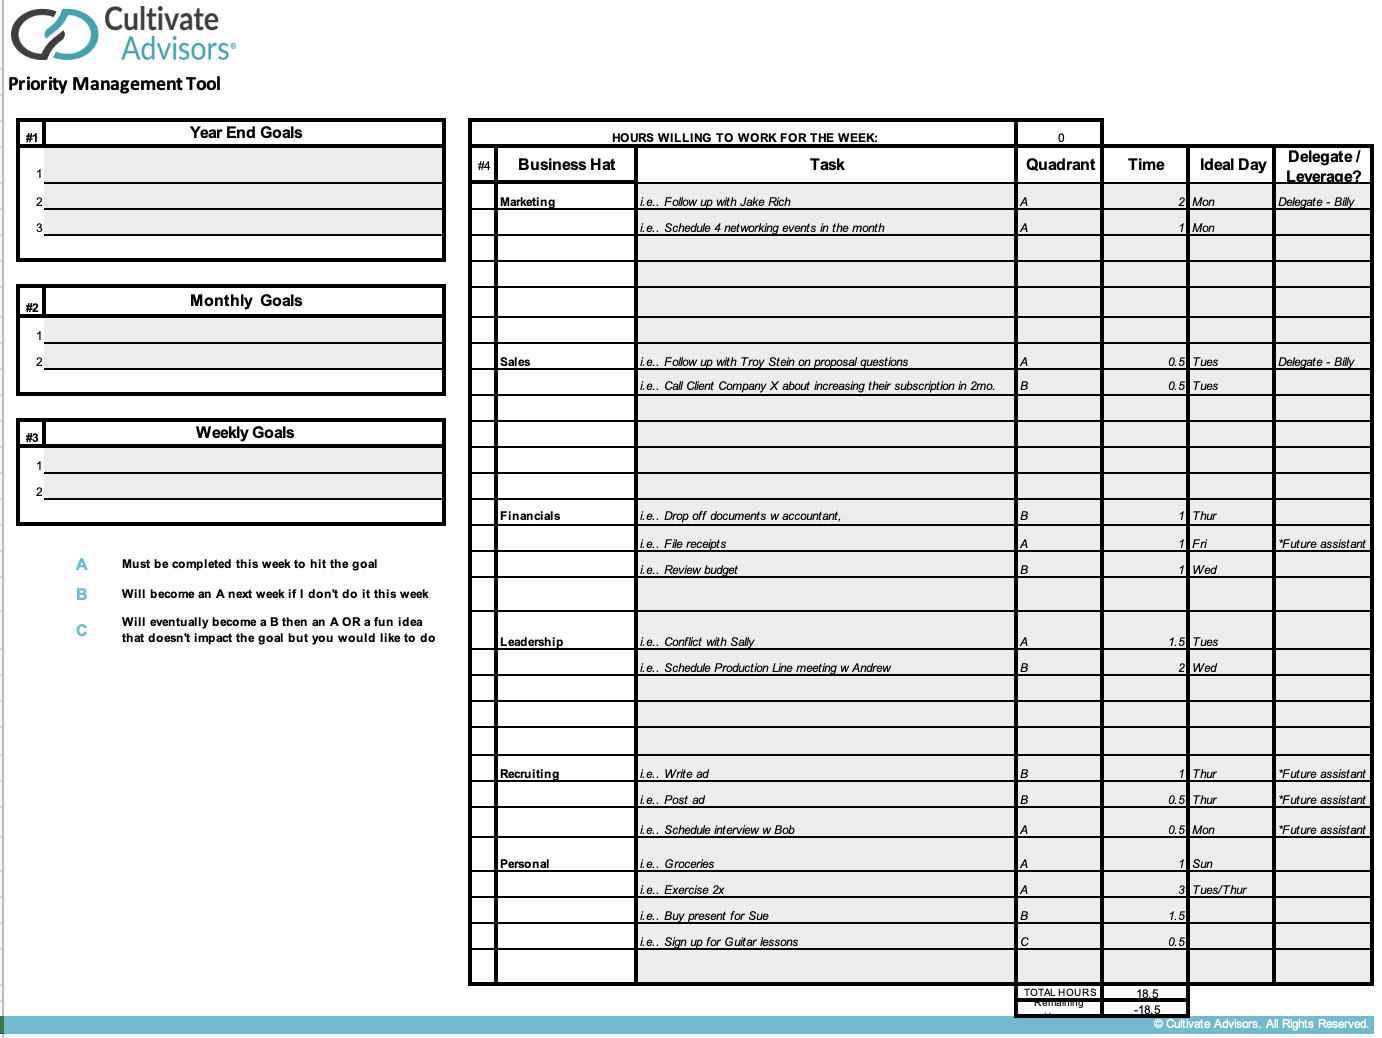 Cultivate
Advisors®
Priority Management Tool
#1 Year End Goals
1
2
3
#2 Monthly Goals
1
2
#3 Weekly Goals
1
2
A Must be completed this week to hit the goal
B Will become an A next week if I don't do it this week
C Will eventually become a B then an A OR a fun idea
that doesn't impact the goal but you would like to do
HOURS WILLING TO WORK FOR THE WEEK: 0
#4 Business Hat Task Quadrant Time Ideal Day Delegate /
Leverage?
Marketing i.e.. Follow up with Jake Rich A 2 Mon Delegate - Billy
i.e.. Schedule 4 networking events in the month A 1 Mon
Sales i.e.. Follow up with Troy Stein on proposal questions A 0.5 Tues Delegate - Billy
i.e.. Call Client Company X about increasing their subscription in 2mo. B 0.5 Tues
Financials i.e.. Drop off documents w accountant, B 1 Thur
i.e.. File receipts A 1 Fri *Future assistant
i.e.. Review budget B 1 Wed
Leadership i.e.. Conflict with Sally A 1.5 Tues
i.e.. Schedule Production Line meeting w Andrew B 2 Wed
Recruiting i.e.. Write ad B 1 Thur *Future assistant
i.e.. Post ad B 0.5 Thur *Future assistant
i.e.. Schedule interview w Bob A 0.5 Mon *Future assistant
Personal i.e.. Groceries A 1 Sun
i.e.. Exercise 2x A 3 Tues/Thur
i.e.. Buy present for Sue B 1.5
i.e.. Sign up for Guitar lessons C 0.5
TOTAL HOURS 18.5
Remaining -18.5
© Cultivate Advisors. All Rights Reserved.